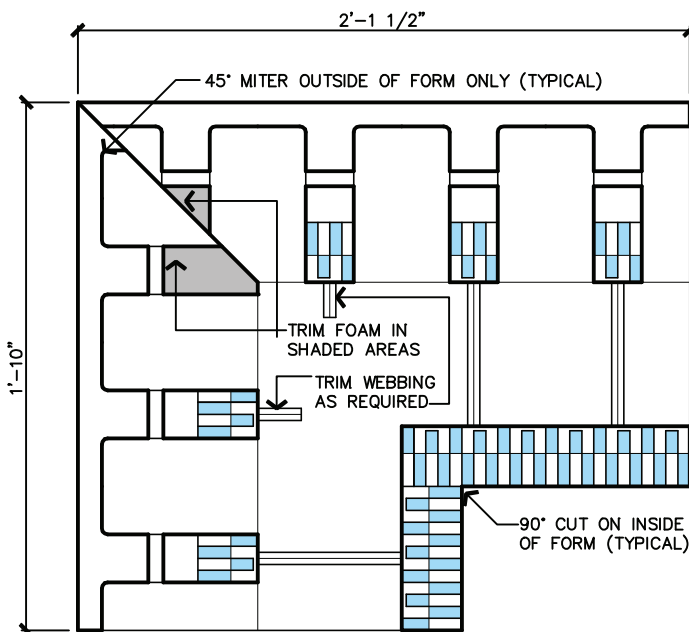 2'-1 1/2"
45° MITER OUTSIDE OF FORM ONLY (TYPICAL)
1'-10"
TRIM FOAM IN
SHADED AREAS
TRIM WEBBING
AS REQUIRED
90° CUT ON INSIDE
OF FORM (TYPICAL)